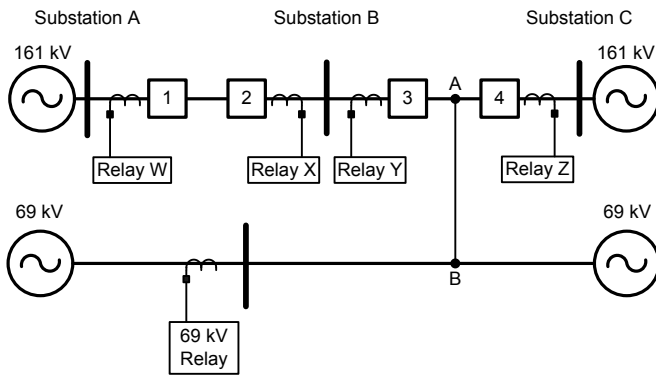 Substation A Substation B Substation C
161 kV 161 kV
1 2 3 A 4
Relay W Relay X Relay Y Relay Z
69 kV 69 kV
B
69 kV
Relay